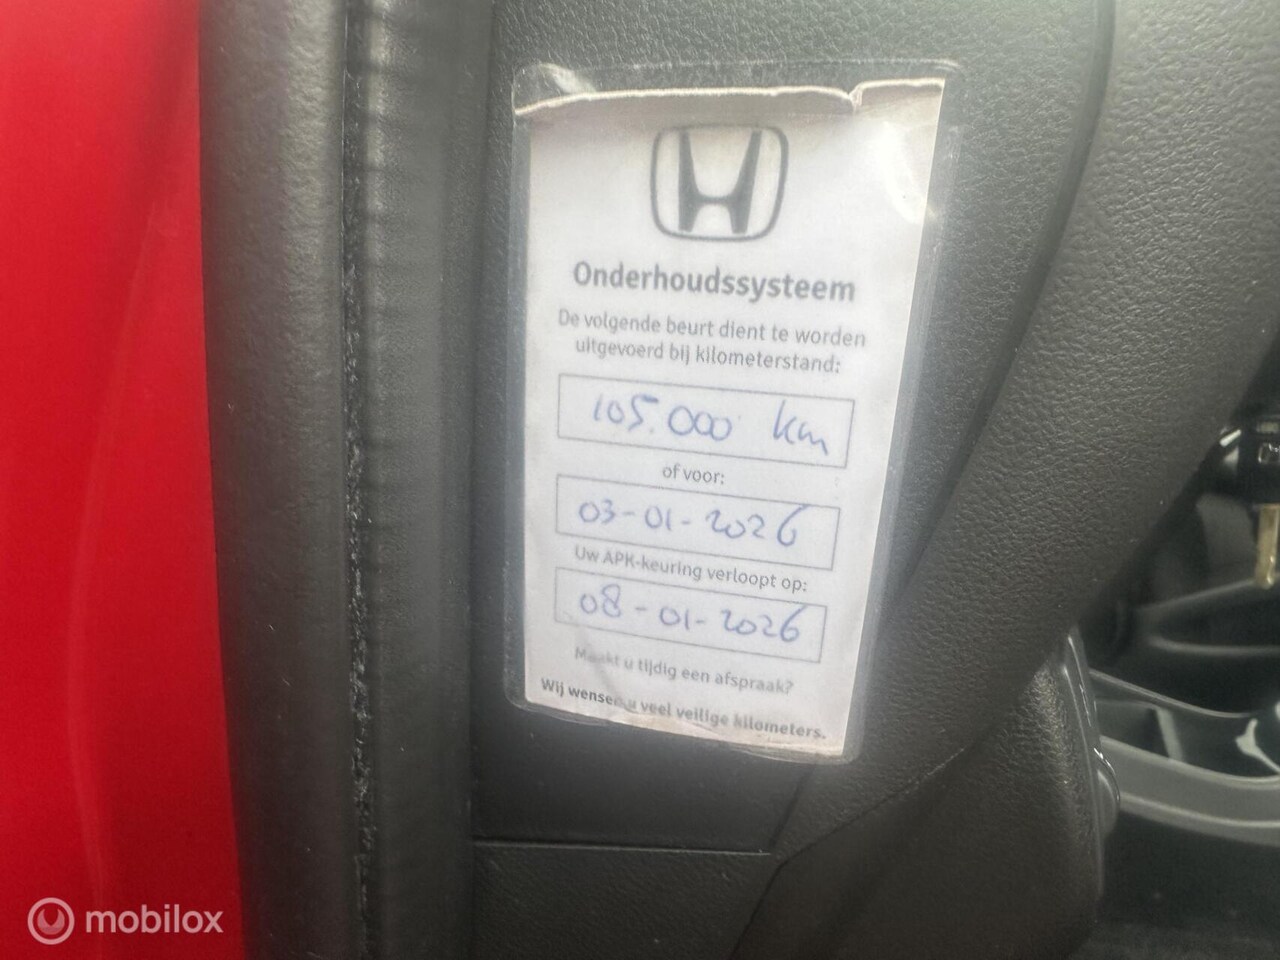 Onderhoudssysteem
De volgende beurt dient te worden
uitgevoerd bij kilometerstand:
105.000 km
of voor:
03-01-2026
Uw APK-keuring verloopt op:
08-01-2026
Maakt u tijdig een afspraak?
Wij wensen u veel veilige kilometers.
mobilox